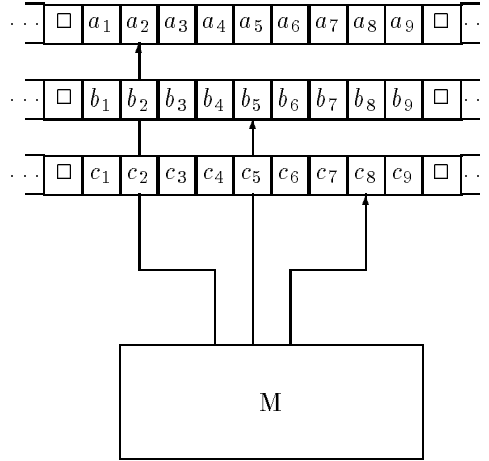 · · · □ a₁ a₂ a₃ a₄ a₅ a₆ a₇ a₈ a₉ □ · ·
· · · □ b₁ b₂ b₃ b₄ b₅ b₆ b₇ b₈ b₉ □ · ·
· · · □ c₁ c₂ c₃ c₄ c₅ c₆ c₇ c₈ c₉ □ · ·
M